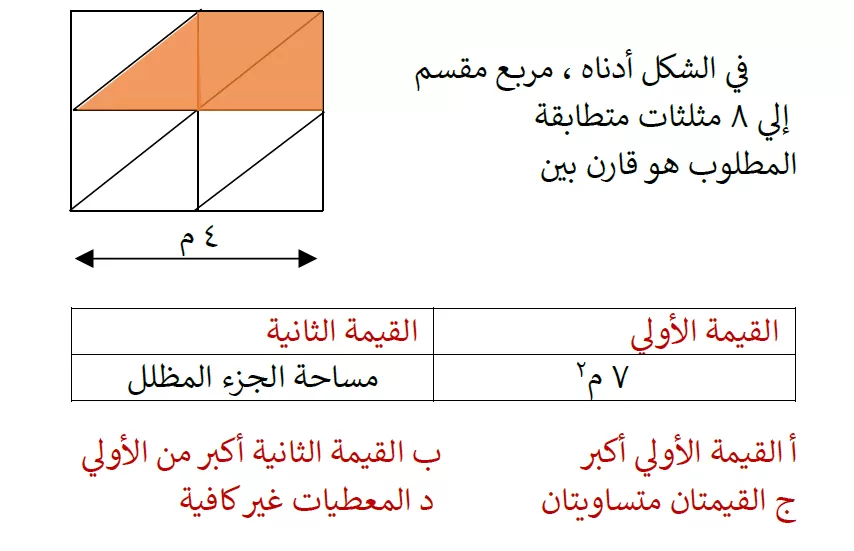 في الشكل أدناه ، مربع مقسم
إلي ٨ مثلثات متطابقة
المطلوب هو قارن بين
٤ م
القيمة الأولي القيمة الثانية
٧ م٢ مساحة الجزء المظلل
أ القيمة الأولي أكبر ب القيمة الثانية أكبر من الأولي
ج القيمتان متساويتان د المعطيات غير كافية